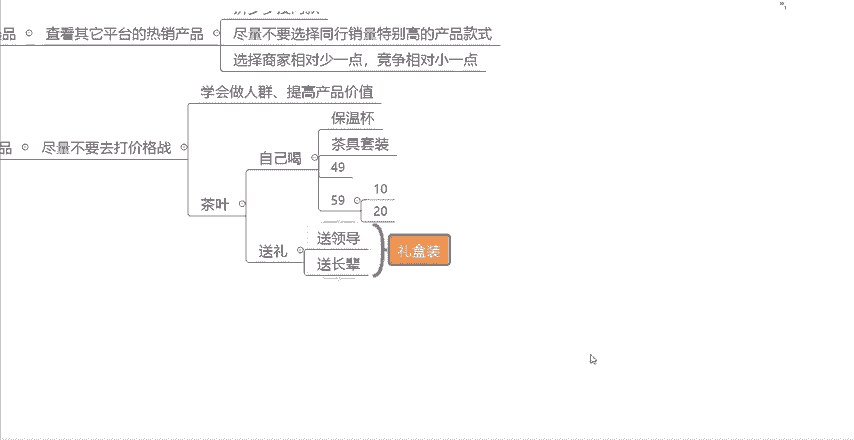 品
查看其它平台的热销产品
尽量不要选择同行销量特别高的产品款式
选择商家相对少一点，竞争相对小一点
品
尽量不要去打价格战
学会做人群、提高产品价值
茶叶
自己喝
保温杯
茶具套装
49
59
10
20
送礼
送领导
送长辈
礼盒装